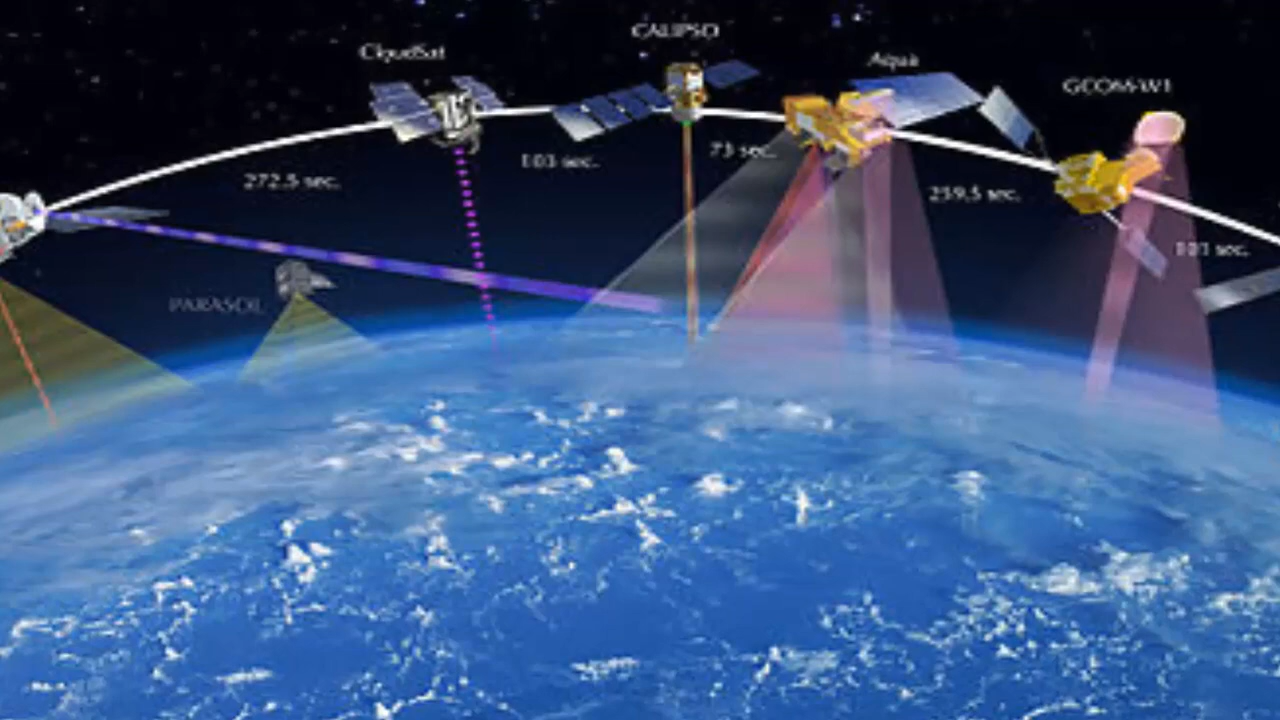 CALIPSO
CloudSat
Aqua
GCOM-W1
73 sec.
103 sec.
272.5 sec.
259.5 sec.
PARASOL